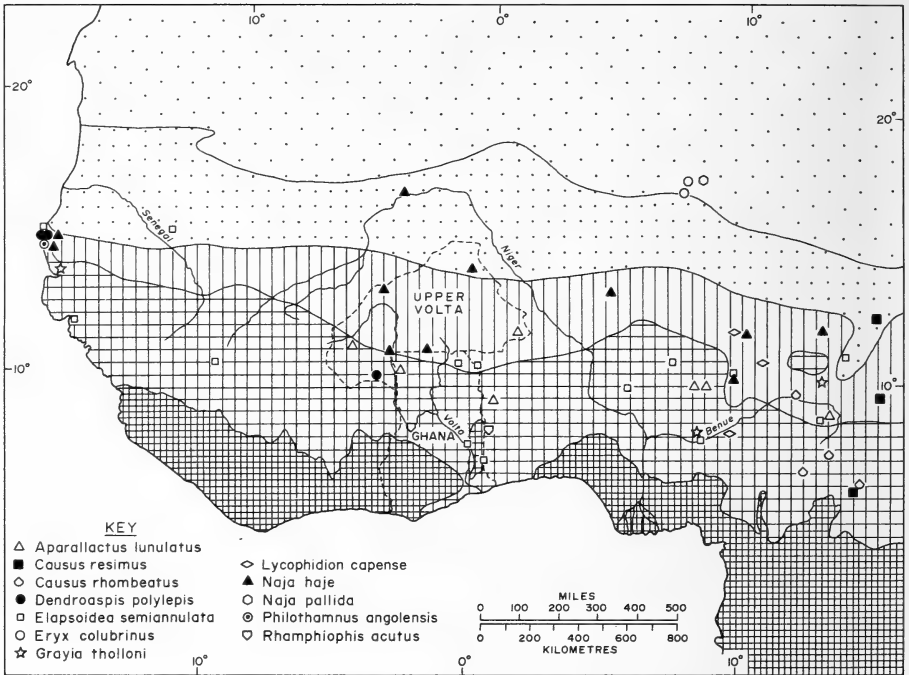 10° 0° 10°
20° 20°
Senegal
Niger
UPPER
VOLTA
10° 10°
Volta
GHANA
Benue
KEY
Aparallactus lunulatus
Causus resimus
Causus rhombeatus
Dendroaspis polylepis
Elapsoidea semiannulata
Eryx colubrinus
Grayia tholloni
Lycophidion capense
Naja haje
Naja pallida
Philothamnus angolensis
Rhamphiophis acutus
MILES
0 100 200 300 400 500
0 200 400 600 800
KILOMETRES
10° 0° 10°